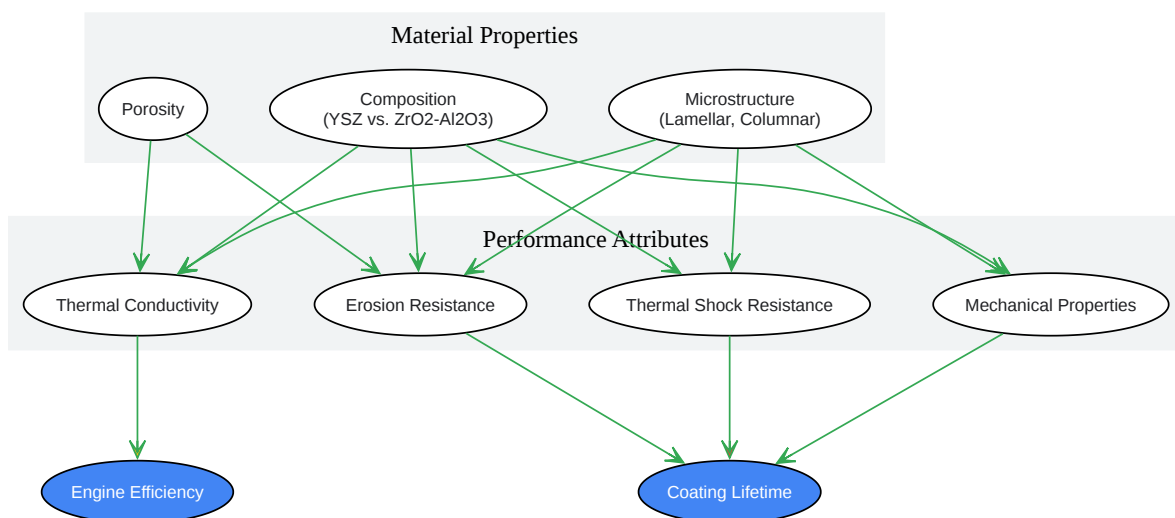 Material Properties
Porosity
Composition
(YSZ vs. ZrO2-Al2O3)
Microstructure
(Lamellar, Columnar)
Performance Attributes
Thermal Conductivity
Erosion Resistance
Thermal Shock Resistance
Mechanical Properties
Engine Efficiency
Coating Lifetime